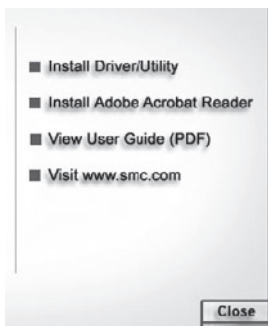 Install Driver/Utility
Install Adobe Acrobat Reader
View User Guide (PDF)
Visit www.smc.com
Close